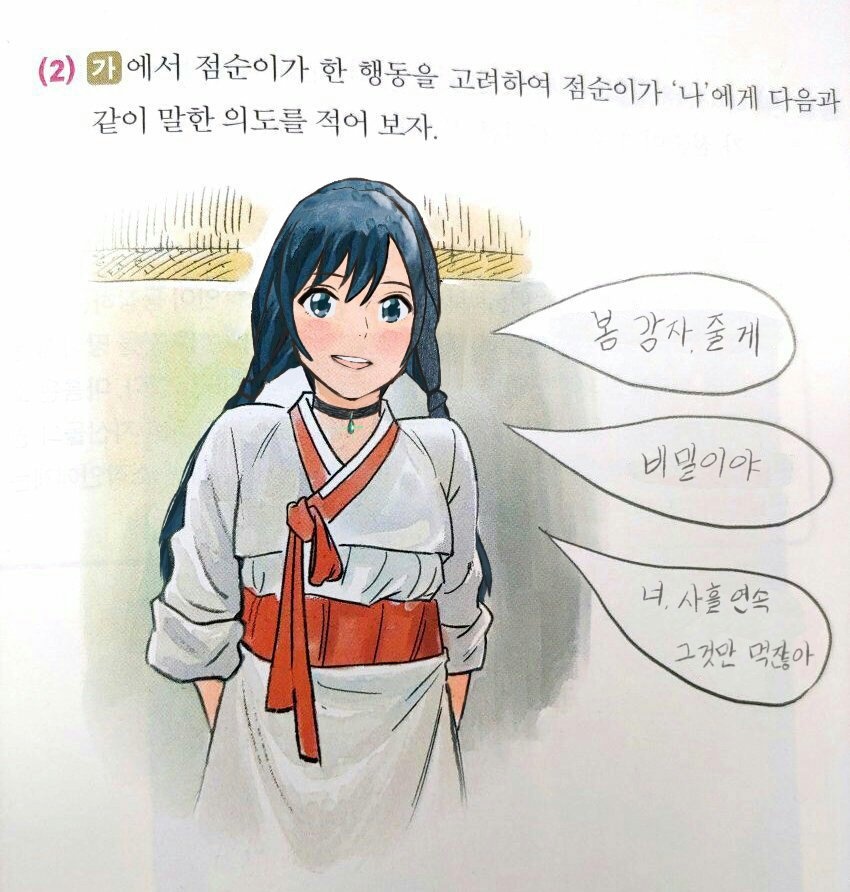 (2) 가 에서 점순이가 한 행동을 고려하여 점순이가 ‘나’에게 다음과
같이 말한 의도를 적어 보자.
봄 감자, 줄게
비밀이야
너, 사흘 연속
그것만 먹잖아